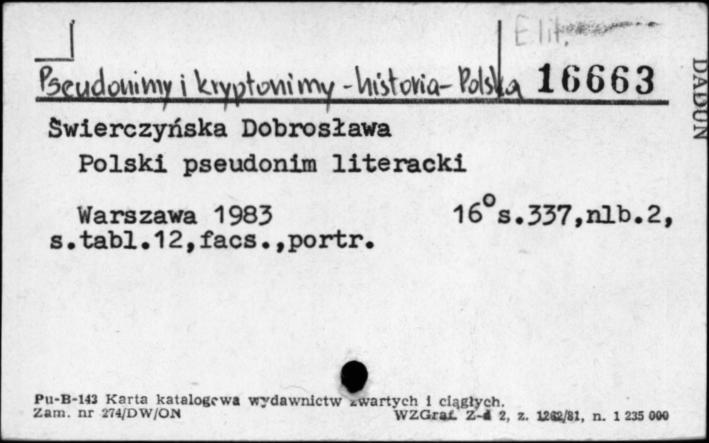 E lit.
Pseudonimy i kryptonimy - historia - Polska 16663
Świerczyńska Dobrosława
Polski pseudonim literacki
Warszawa 1983 16° s.337,nlb.2,
s.tabl.12,facs.,portr.
Pu-B-143 Karta katalogowa wydawnictw zwartych i ciągłych.
Zam. nr 274/DW/ON WZGraf. Z-d 2, z. 1262/81, n. 1 235 000
DADUN